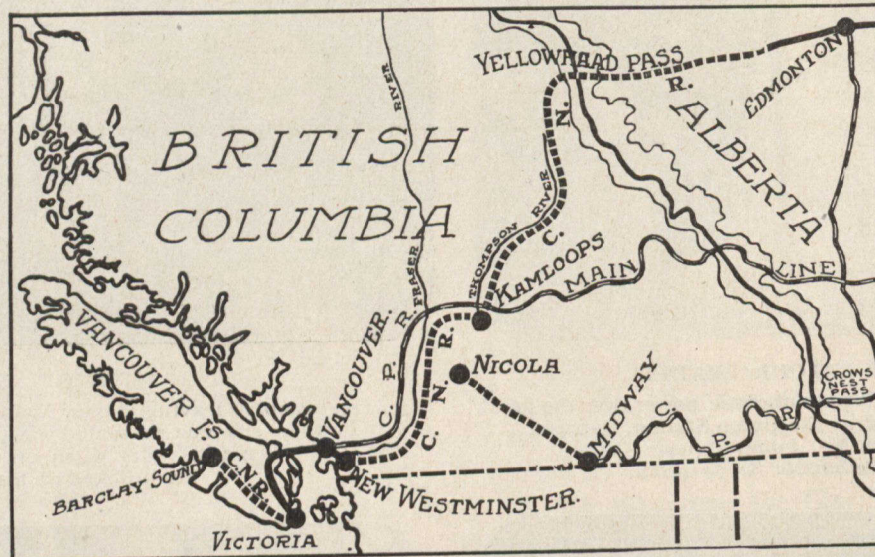 YELLOWHEAD PASS
EDMONTON
N.
R.
ALBERTA
BRITISH
COLUMBIA
RIVER
FRASER
THOMPSON RIVER
C.
KAMLOOPS
MAIN
LINE
VANCOUVER IS.
VANCOUVER.
C. P. R.
C. N. R.
NICOLA
CROWS
NEST
PASS
MIDWAY
C. P. R.
BARCLAY SOUND
C.N.R.
NEW WESTMINSTER.
VICTORIA